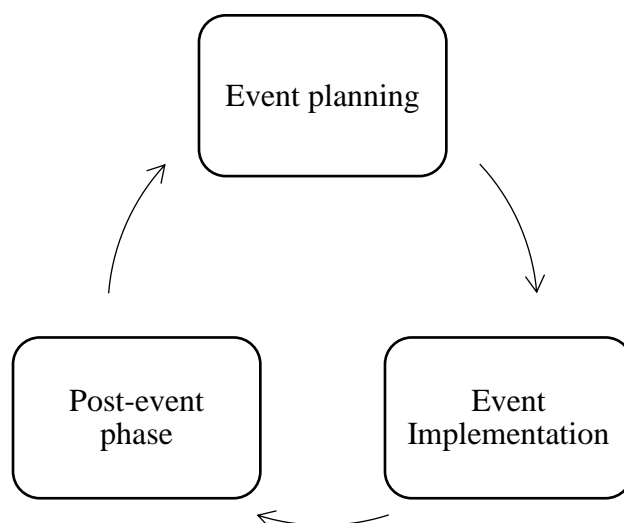 Event planning
Post-event
phase
Event
Implementation